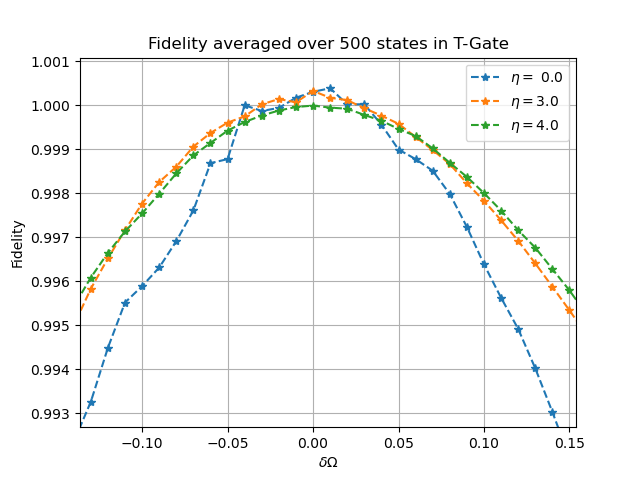 Fidelity averaged over 500 states in T-Gate
1.001
1.000
0.999
0.998
0.997
0.996
0.995
0.994
0.993
Fidelity
η = 0.0
η = 3.0
η = 4.0
−0.10 −0.05 0.00 0.05 0.10 0.15
δΩ